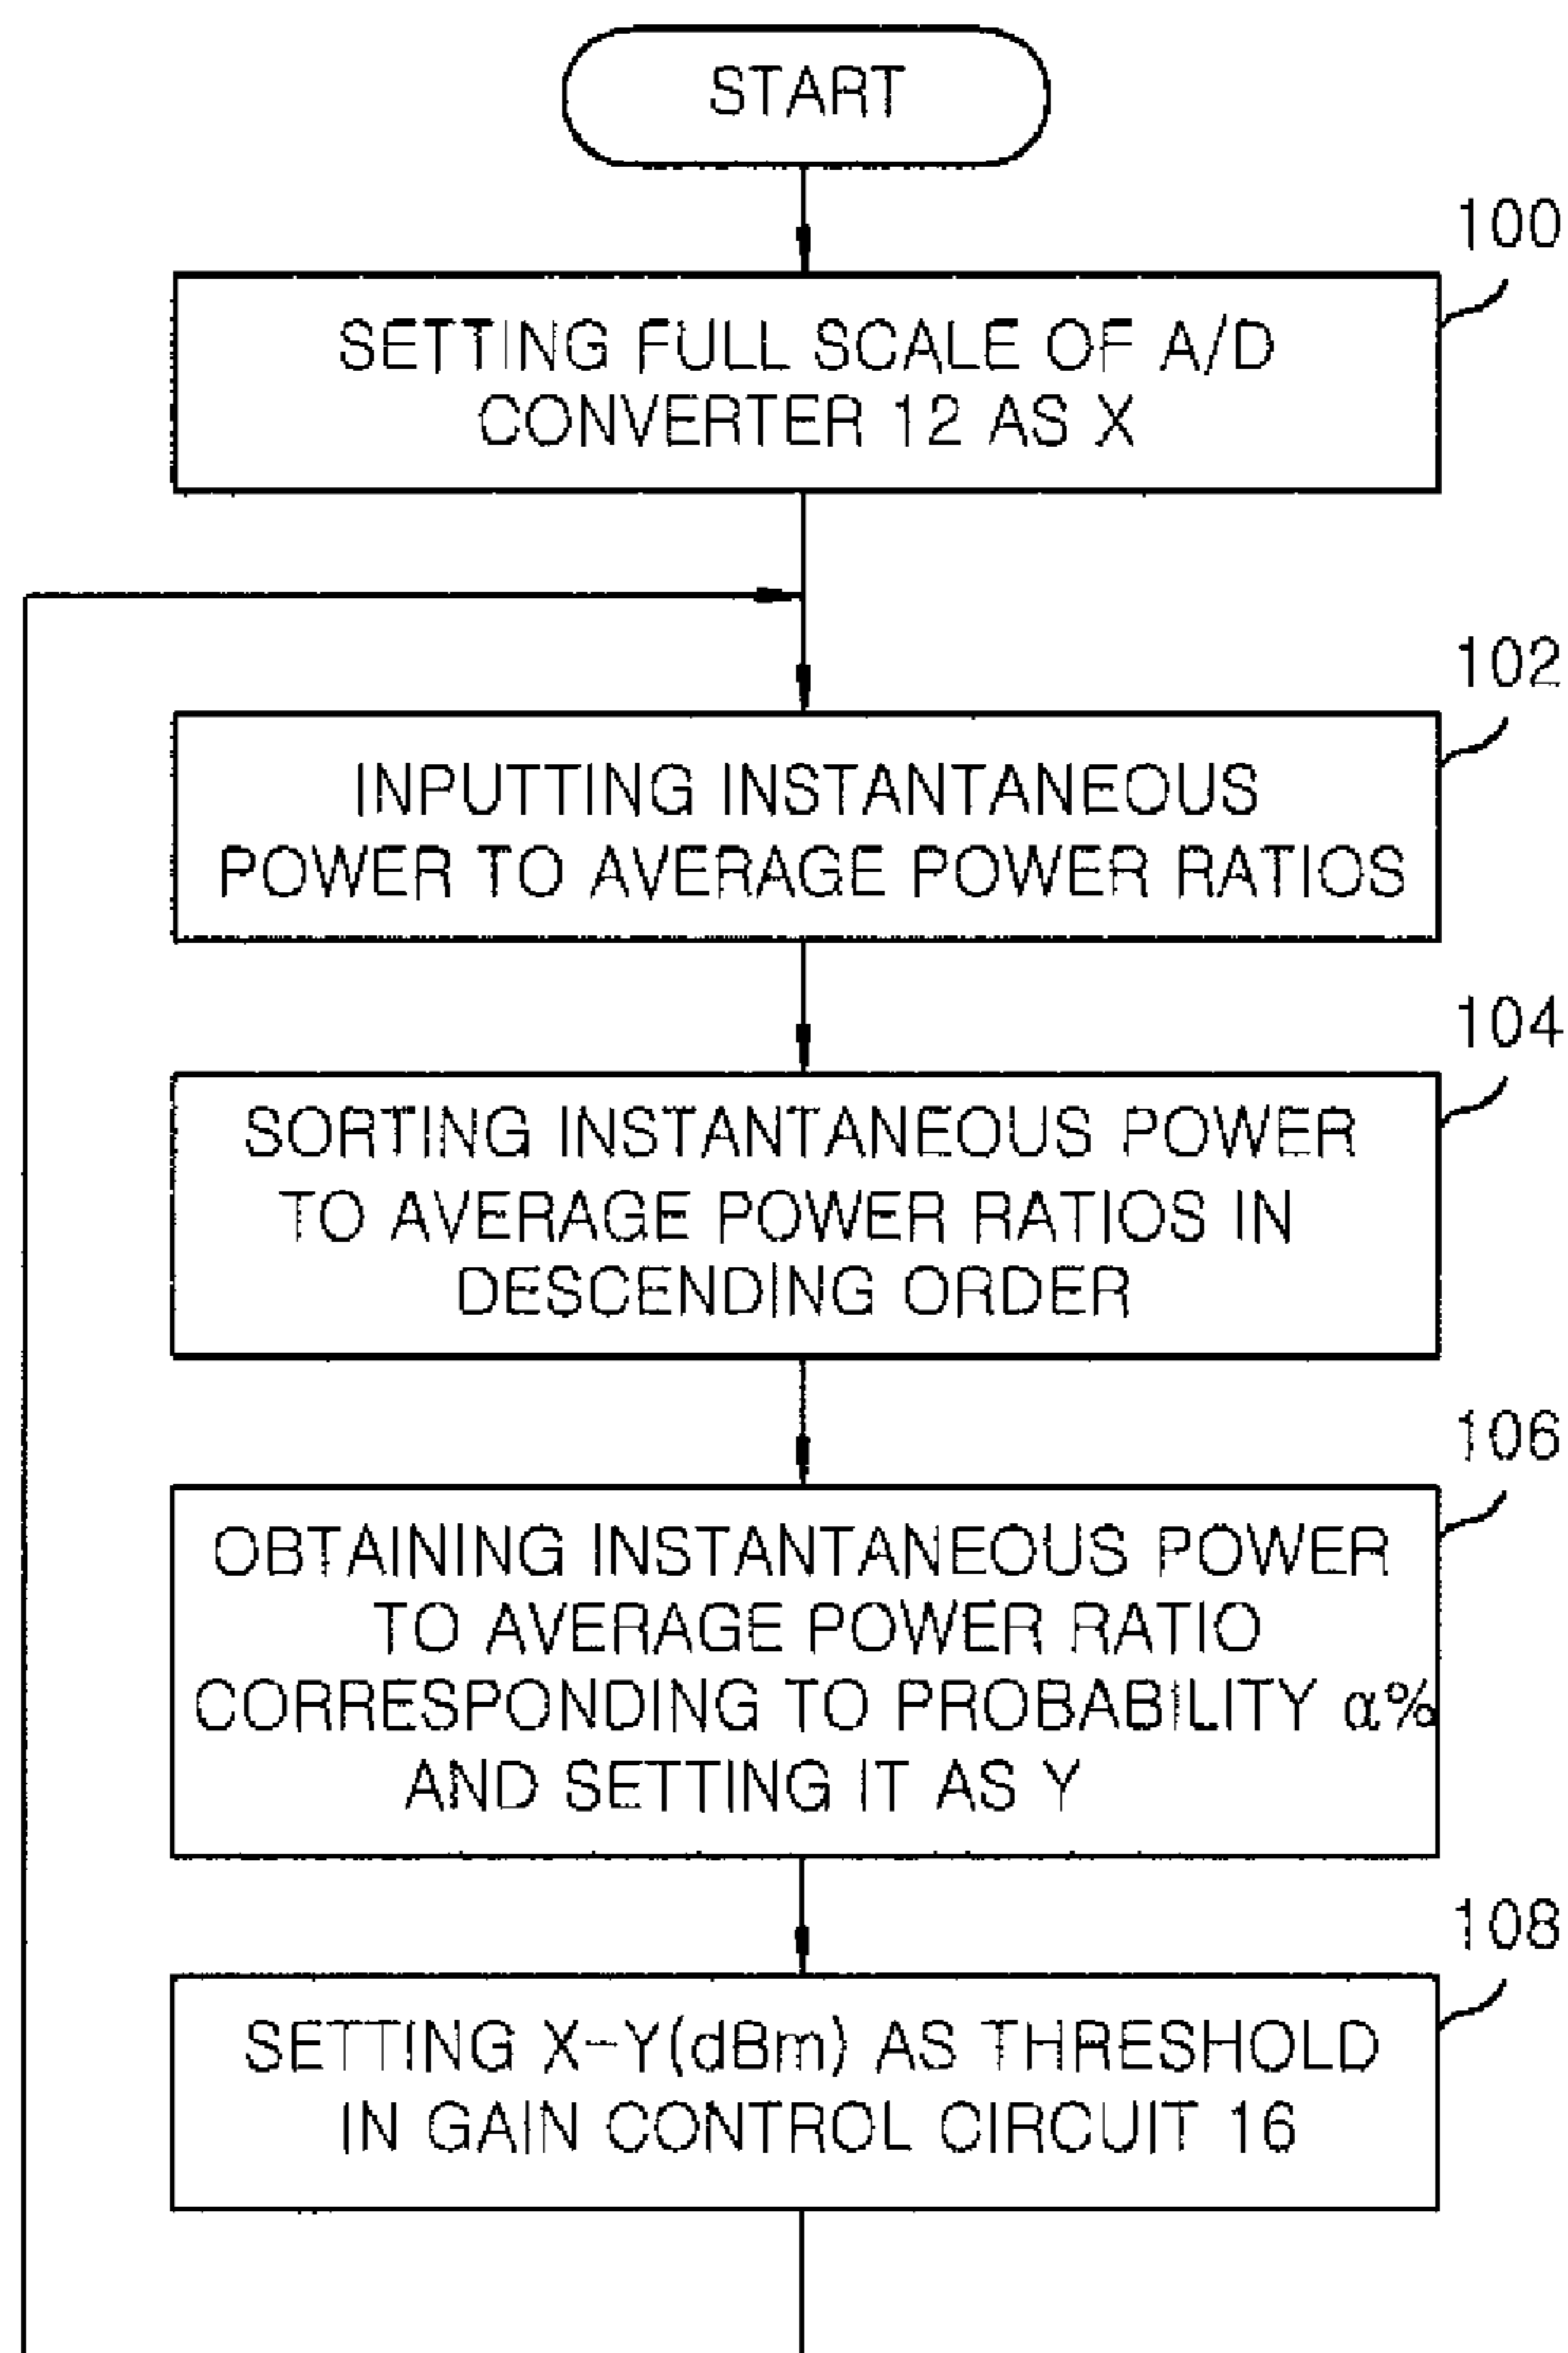 START
100
SETTING FULL SCALE OF A/D
CONVERTER 12 AS X
102
INPUTTING INSTANTANEOUS
POWER TO AVERAGE POWER RATIOS
104
SORTING INSTANTANEOUS POWER
TO AVERAGE POWER RATIOS IN
DESCENDING ORDER
106
OBTAINING INSTANTANEOUS POWER
TO AVERAGE POWER RATIO
CORRESPONDING TO PROBABILITY α%
AND SETTING IT AS Y
108
SETTING X-Y(dBm) AS THRESHOLD
IN GAIN CONTROL CIRCUIT 16